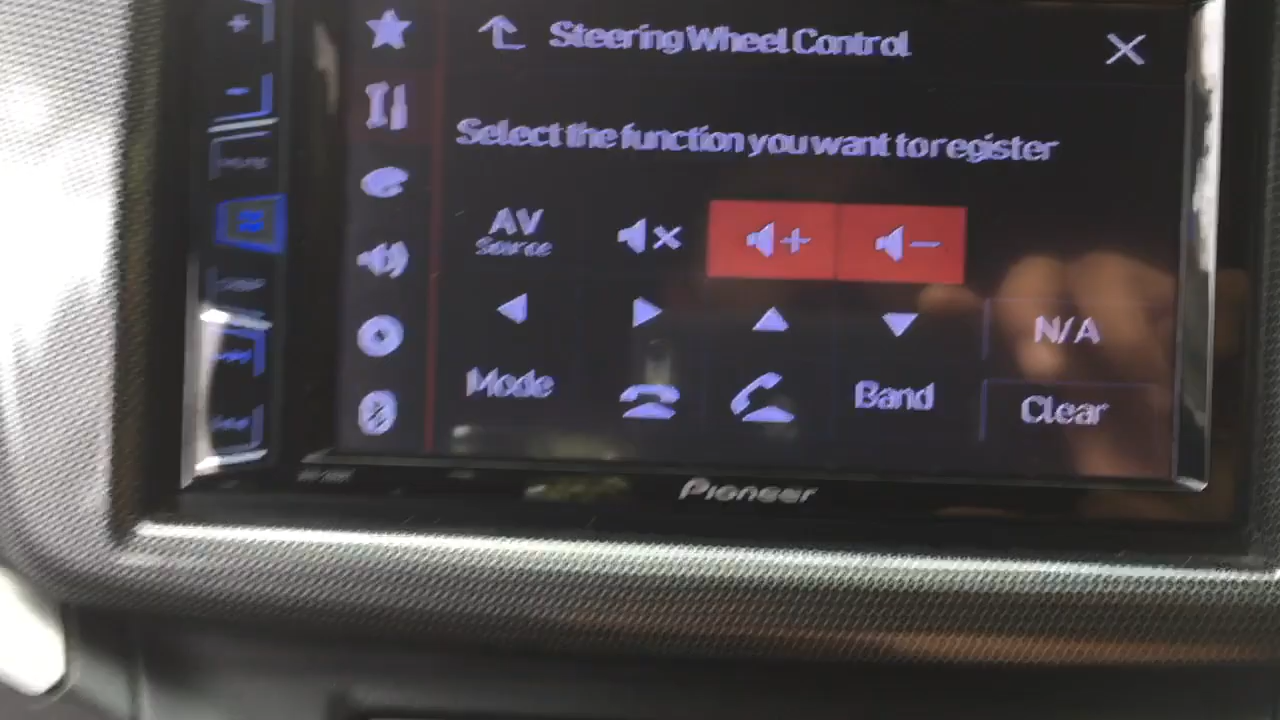 Steering Wheel Control
Select the function you want to register
AV
Source
N/A
Mode
Band
Clear
Pioneer